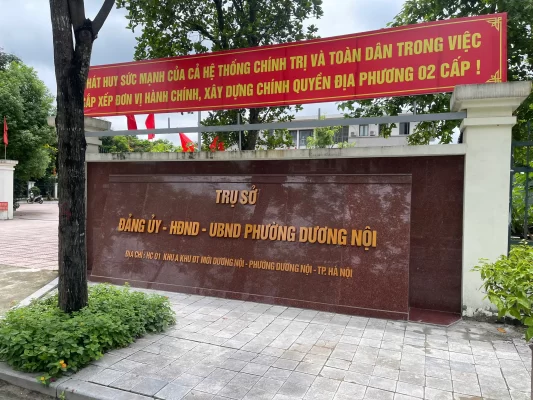 HÁT HUY SỨC MẠNH CỦA CẢ HỆ THỐNG CHÍNH TRỊ VÀ TOÀN DÂN TRONG VIỆC
ẮP XẾP ĐƠN VỊ HÀNH CHÍNH, XÂY DỰNG CHÍNH QUYỀN ĐỊA PHƯƠNG 02 CẤP !
TRỤ SỞ
ĐẢNG ỦY - HĐND - UBND PHƯỜNG DƯƠNG NỘI
ĐỊA CHỈ : HC 01 KHU A KHU ĐT MỚI DƯƠNG NỘI - PHƯỜNG DƯƠNG NỘI - TP. HÀ NỘI